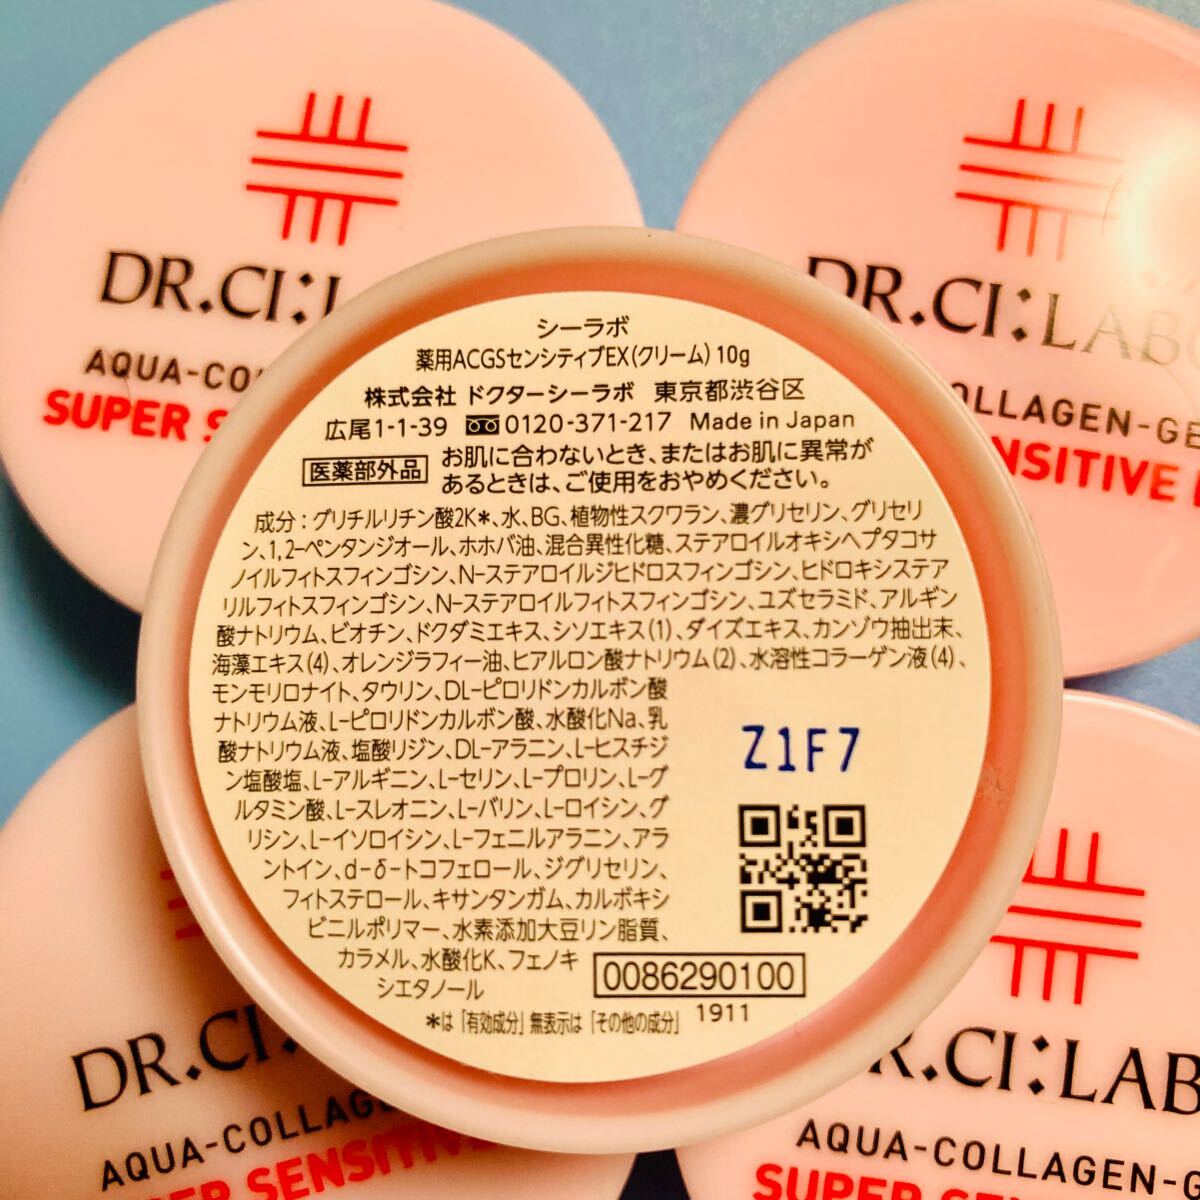 DR.CI:L
AQUA-COL
SUPER S
DR.CI:LABO
OLLAGEN-GE
NSITIVE
シーラボ
薬用ACGSセンシティブEX(クリーム) 10g
株式会社 ドクターシーラボ 東京都渋谷区
広尾1-1-39 0120-371-217 Made in Japan
医薬部外品 お肌に合わないとき、またはお肌に異常が
あるときは、ご使用をおやめください。
成分:グリチルリチン酸2K*、水、BG、植物性スクワラン、濃グリセリン、グリセリ
ン、1,2-ペンタンジオール、ホホバ油、混合異性化糖、ステアロイルオキシヘプタコサ
ノイルフィトスフィンゴシン、N-ステアロイルジヒドロスフィンゴシン、ヒドロキシステア
リルフィトスフィンゴシン、N-ステアロイルフィトスフィンゴシン、ユズセラミド、アルギン
酸ナトリウム、ビオチン、ドクダミエキス、シソエキス(1)、ダイズエキス、カンゾウ抽出末、
海藻エキス(4)、オレンジラフィー油、ヒアルロン酸ナトリウム(2)、水溶性コラーゲン液(4)、
モンモリロナイト、タウリン、DL-ピロリドンカルボン酸
ナトリウム液、L-ピロリドンカルボン酸、水酸化Na、乳
酸ナトリウム液、塩酸リジン、DL-アラニン、L-ヒスチジ
ン塩酸塩、L-アルギニン、L-セリン、L-プロリン、L-グ
ルタミン酸、L-スレオニン、L-バリン、L-ロイシン、グ
リシン、L-イソロイシン、L-フェニルアラニン、アラ
ントイン、d-δ-トコフェロール、ジグリセリン、
フィトステロール、キサンタンガム、カルボキシ
ビニルポリマー、水素添加大豆リン脂質、
カラメル、水酸化K、フェノキ
シエタノール
*は「有効成分」無表示は「その他の成分」
Z1F7
0086290100
1911
DR.CI:
AQUA-COLLAGEN
SUPER SENSITIV
DR.CI:LAB
AQUA-COLLAGEN-G
SUPER SEN